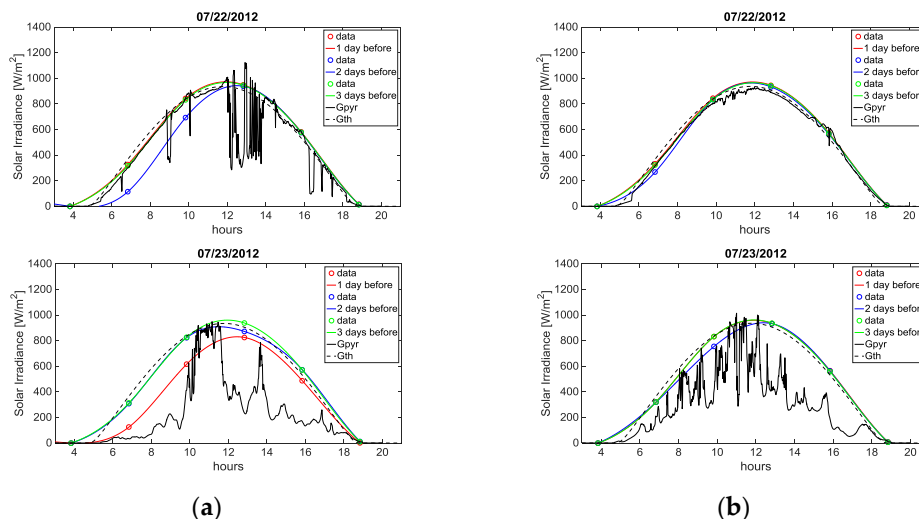 07/22/2012
Solar Irradiance [W/m²]
1400
1200
1000
800
600
400
200
0
4 6 8 10 12 14 16 18 20
hours
data
1 day before
data
2 days before
data
3 days before
Gpyr
Gth
07/22/2012
Solar Irradiance [W/m²]
1400
1200
1000
800
600
400
200
0
4 6 8 10 12 14 16 18 20
hours
data
1 day before
data
2 days before
data
3 days before
Gpyr
Gth
07/23/2012
Solar Irradiance [W/m²]
1400
1200
1000
800
600
400
200
0
4 6 8 10 12 14 16 18 20
hours
data
1 day before
data
2 days before
data
3 days before
Gpyr
Gth
07/23/2012
Solar Irradiance [W/m²]
1400
1200
1000
800
600
400
200
0
4 6 8 10 12 14 16 18 20
hours
data
1 day before
data
2 days before
data
3 days before
Gpyr
Gth
(a)
(b)